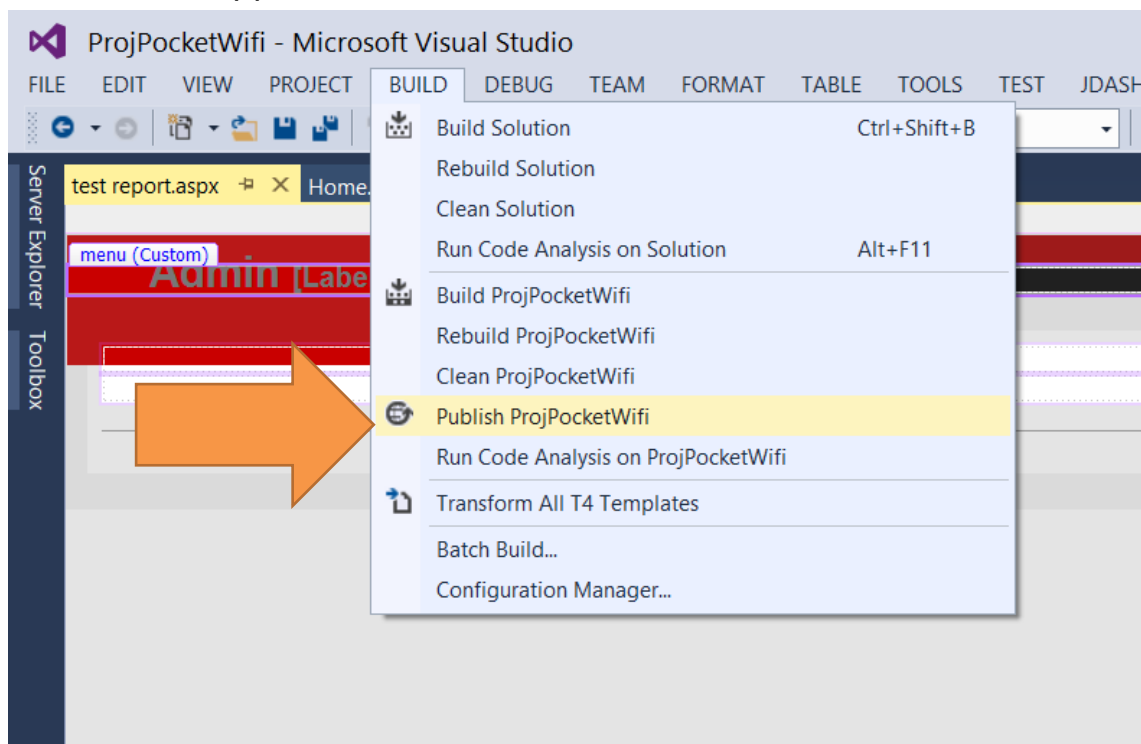 ProjPocketWifi - Microsoft Visual Studio
FILE EDIT VIEW PROJECT BUILD DEBUG TEAM FORMAT TABLE TOOLS TEST JDASH
Server Explorer
Toolbox
test report.aspx Home.
menu (Custom)
Admin [Labe
Build Solution Ctrl+Shift+B
Rebuild Solution
Clean Solution
Run Code Analysis on Solution Alt+F11
Build ProjPocketWifi
Rebuild ProjPocketWifi
Clean ProjPocketWifi
Publish ProjPocketWifi
Run Code Analysis on ProjPocketWifi
Transform All T4 Templates
Batch Build...
Configuration Manager...